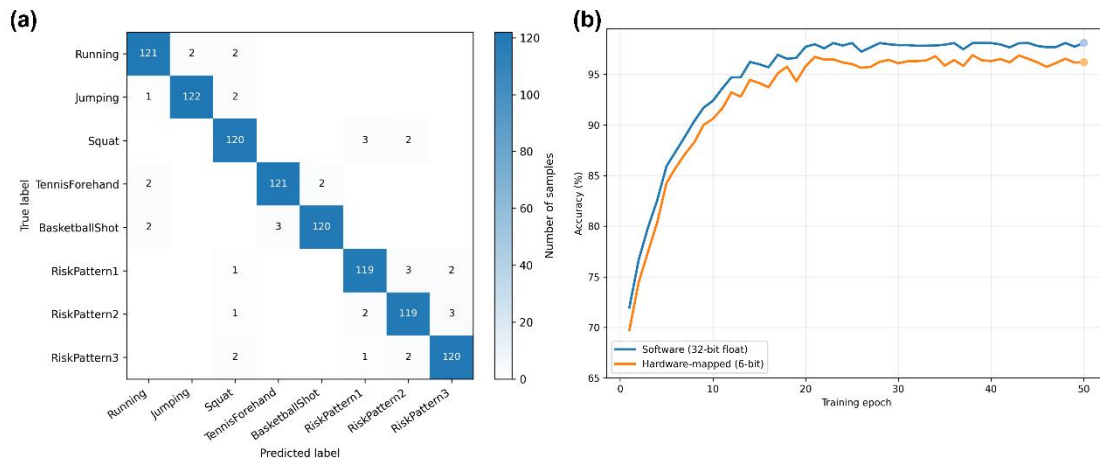 (a)
Running
Jumping
Squat
TennisForehand
BasketballShot
RiskPattern1
RiskPattern2
RiskPattern3
True label
121 2 2
1 122 2
120 3 2
2 121 2
2 3 120
1 119 3 2
1 2 119 3
2 1 2 120
Running
Jumping
Squat
TennisForehand
BasketballShot
RiskPattern1
RiskPattern2
RiskPattern3
Predicted label
120
100
80
60
40
20
0
Number of samples
(b)
95
90
85
80
75
70
65
Accuracy (%)
Software (32-bit float)
Hardware-mapped (6-bit)
0 10 20 30 40 50
Training epoch